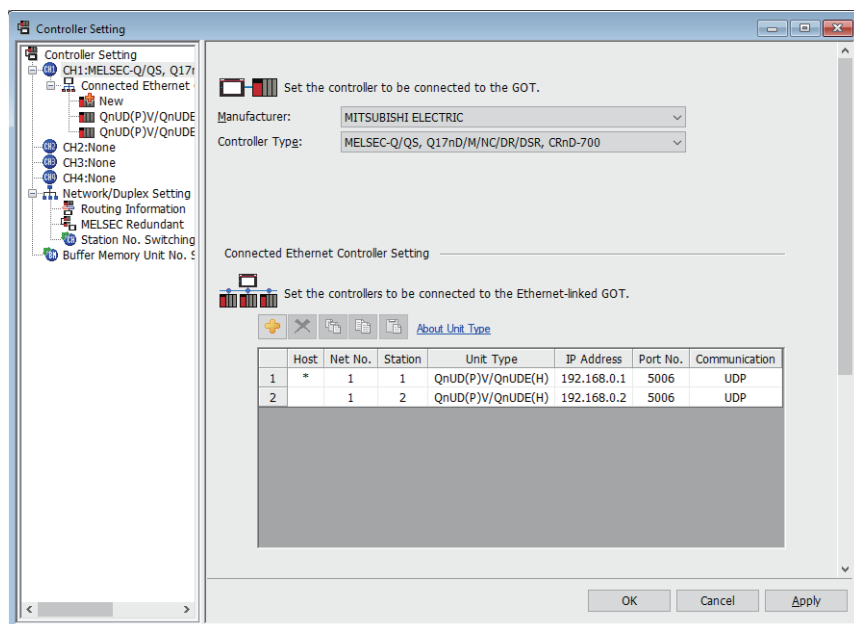 Controller Setting
Controller Setting
CH1:MELSEC-Q/QS, Q17n
Connected Ethernet
New
QnUD(P)V/QnUDE
QnUD(P)V/QnUDE
CH2:None
CH3:None
CH4:None
Network/Duplex Setting
Routing Information
MELSEC Redundant
Station No. Switching
Buffer Memory Unit No. S
Set the controller to be connected to the GOT.
Manufacturer: MITSUBISHI ELECTRIC
Controller Type: MELSEC-Q/QS, Q17nD/M/NC/DR/DSR, CRnD-700
Connected Ethernet Controller Setting
Set the controllers to be connected to the Ethernet-linked GOT.
About Unit Type
Host Net No. Station Unit Type IP Address Port No. Communication
1 * 1 1 QnUD(P)V/QnUDE(H) 192.168.0.1 5006 UDP
2 1 2 QnUD(P)V/QnUDE(H) 192.168.0.2 5006 UDP
OK Cancel Apply